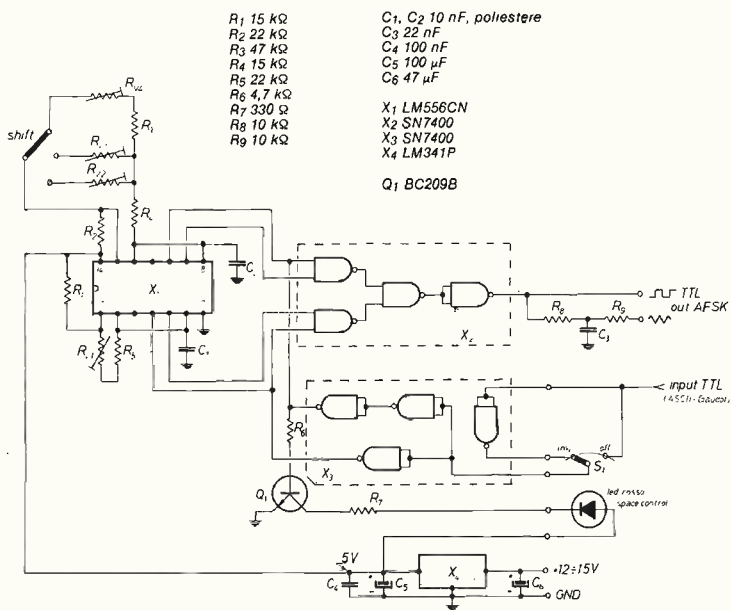 R1 15 kΩ
R2 22 kΩ
R3 47 kΩ
R4 15 kΩ
R5 22 kΩ
R6 4,7 kΩ
R7 330 Ω
R8 10 kΩ
R9 10 kΩ
C1, C2 10 nF, poliestere
C3 22 nF
C4 100 nF
C5 100 µF
C6 47 µF
X1 LM556CN
X2 SN7400
X3 SN7400
X4 LM341P
Q1 BC209B
shift
TTL
out AFSK
R8
R9
C3
input TTL
S1
off
R6
X3
Q1
R7
led rosso
space control
5V
C4
C5
C6
+12÷15V
GND